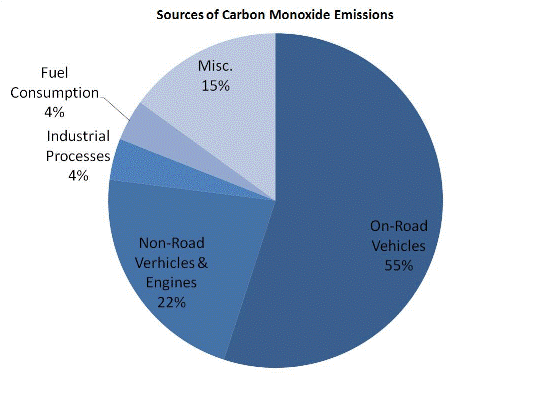 Sources of Carbon Monoxide Emissions
Misc.
15%
Fuel
Consumption
4%
Industrial
Processes
4%
On-Road
Vehicles
55%
Non-Road
Verhicles &
Engines
22%